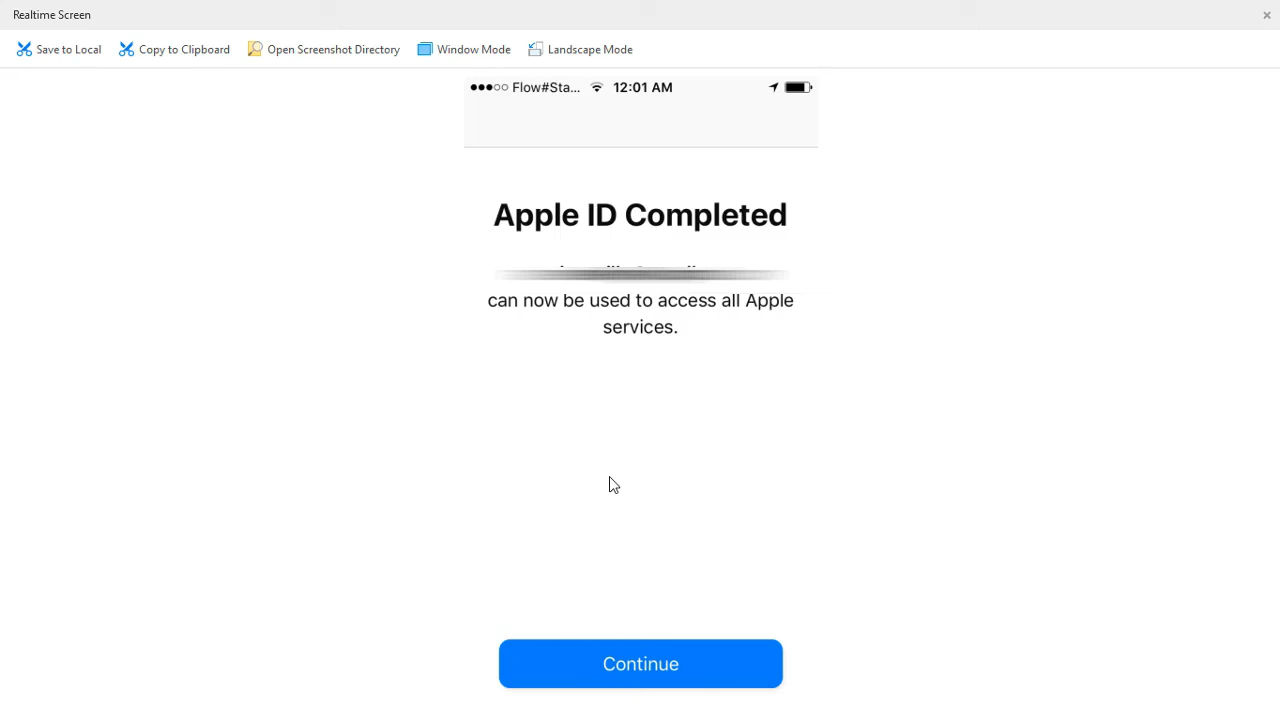 Realtime Screen
Save to Local Copy to Clipboard Open Screenshot Directory Window Mode Landscape Mode
Flow#Sta... 12:01 AM
Apple ID Completed
can now be used to access all Apple
services.
Continue